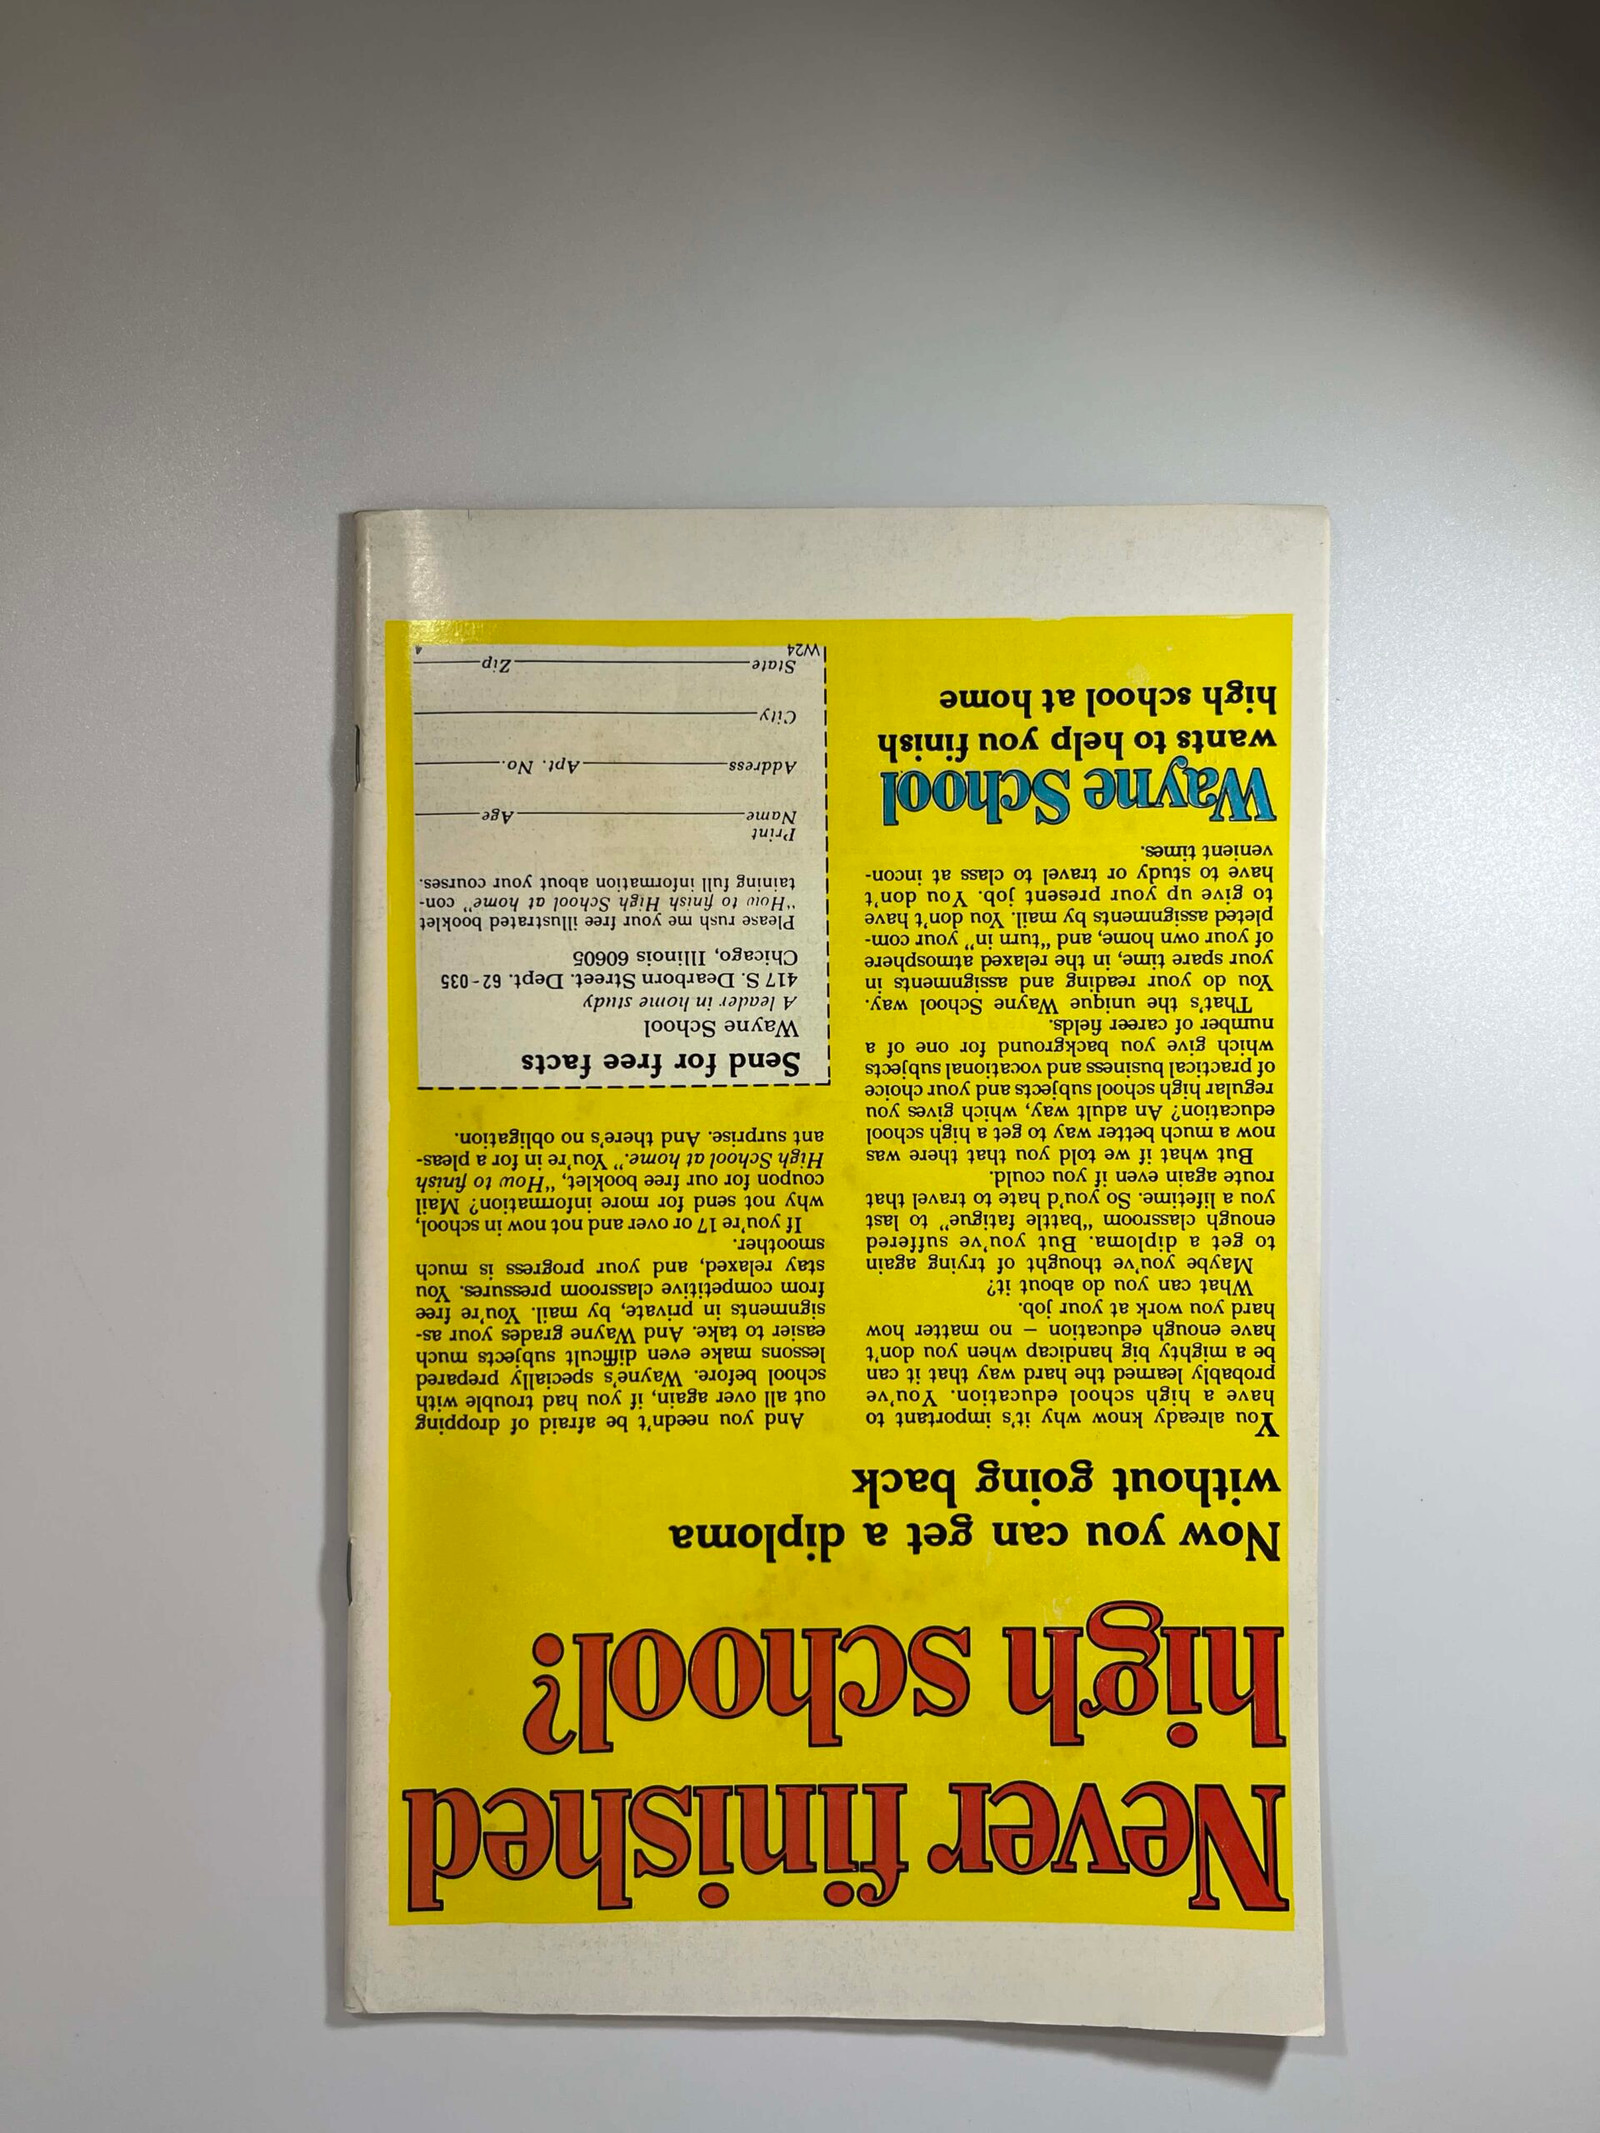 Never finished
high school?
Now you can get a diploma
without going back
You already know why it's important to
have a high school education. You've
probably learned the hard way that it can
be a mighty big handicap when you don't
have enough education – no matter how
hard you work at your job.
What can you do about it?
Maybe you've thought of trying again
to get a diploma. But you've suffered
enough classroom "battle fatigue" to last
you a lifetime. So you'd hate to travel that
route again even if you could.
But what if we told you that there was
now a much better way to get a high school
education? An adult way, which gives you
regular high school subjects and your choice
of practical business and vocational subjects
which give you background for one of a
number of career fields.
That's the unique Wayne School way.
You do your reading and assignments in
your spare time, in the relaxed atmosphere
of your own home, and "turn in" your com-
pleted assignments by mail. You don't have
to give up your present job. You don't
have to study or travel to class at incon-
venient times.
Wayne School
wants to help you finish
high school at home
And you needn't be afraid of dropping
out all over again, if you had trouble with
school before. Wayne's specially prepared
lessons make even difficult subjects much
easier to take. And Wayne grades your as-
signments in private, by mail. You're free
from competitive classroom pressures. You
stay relaxed, and your progress is much
smoother.
If you're 17 or over and not now in school,
why not send for more information? Mail
coupon for our free booklet, "How to finish
High School at home." You're in for a pleas-
ant surprise. And there's no obligation.
Send for free facts
Wayne School
A leader in home study
417 S. Dearborn Street. Dept. 62-035
Chicago, Illinois 60605
Please rush me your free illustrated booklet
"How to finish High School at home" con-
taining full information about your courses.
Print
Name Age
Address Apt. No.
City
State Zip
W24 4